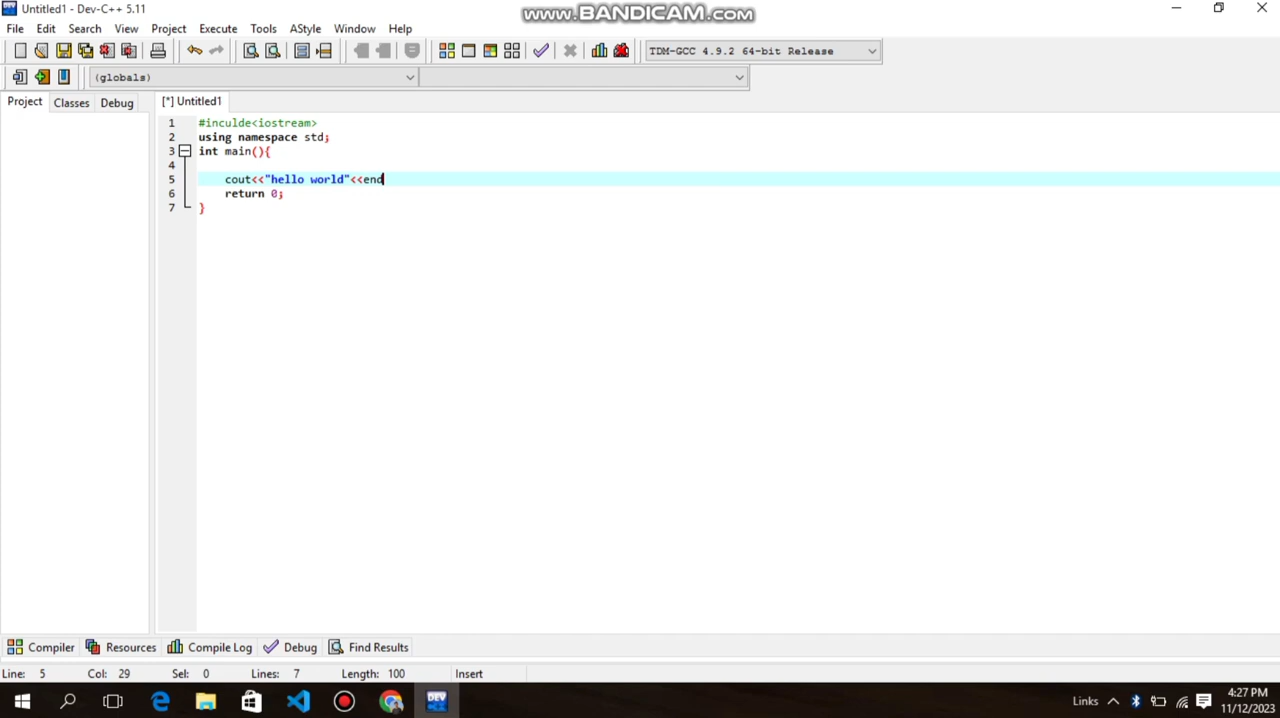 Untitled1 - Dev-C++ 5.11
www.BANDICAM.com
File Edit Search View Project Execute Tools AStyle Window Help
TDM-GCC 4.9.2 64-bit Release
(globals)
Project Classes Debug [*] Untitled1
1 #inculde<iostream>
2 using namespace std;
3 int main(){
4
5 cout<<"hello world"<<end
6 return 0;
7 }
Compiler Resources Compile Log Debug Find Results
Line: 5 Col: 29 Sel: 0 Lines: 7 Length: 100 Insert
DEV
Links 4:27 PM
11/12/2023